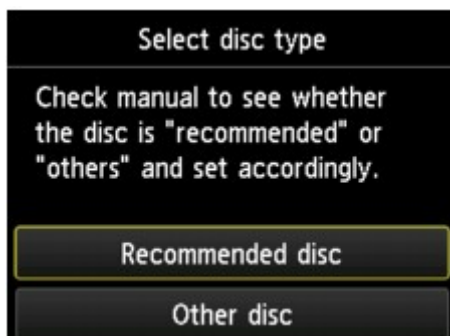 Select disc type
Check manual to see whether
the disc is "recommended" or
"others" and set accordingly.
Recommended disc
Other disc